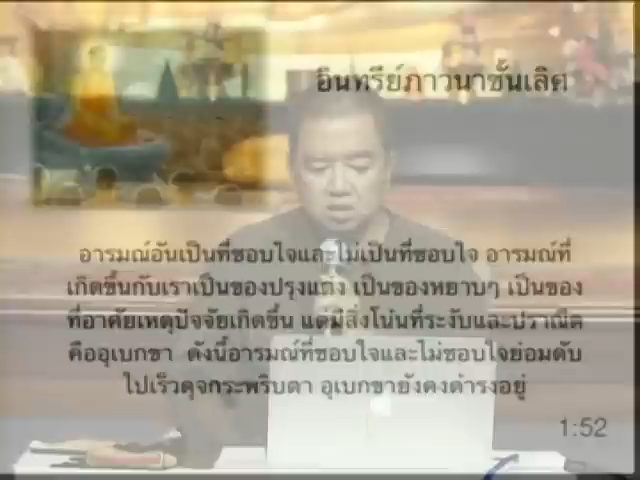 อินทรีย์ภาวนาชั้นเลิศ
อารมณ์อันเป็นที่ชอบใจและไม่เป็นที่ชอบใจ อารมณ์ที่
เกิดขึ้นกับเราเป็นของปรุงแต่ง เป็นของหยาบๆ เป็นของ
ที่อาศัยเหตุปัจจัยเกิดขึ้น แต่มีสิ่งโน่นที่ระงับและปราณีต
คืออุเบกขา ดังนี้อารมณ์ที่ชอบใจและไม่ชอบใจย่อมดับ
ไปเร็วดุจกระพริบตา อุเบกขายังคงดำรงอยู่
1:52